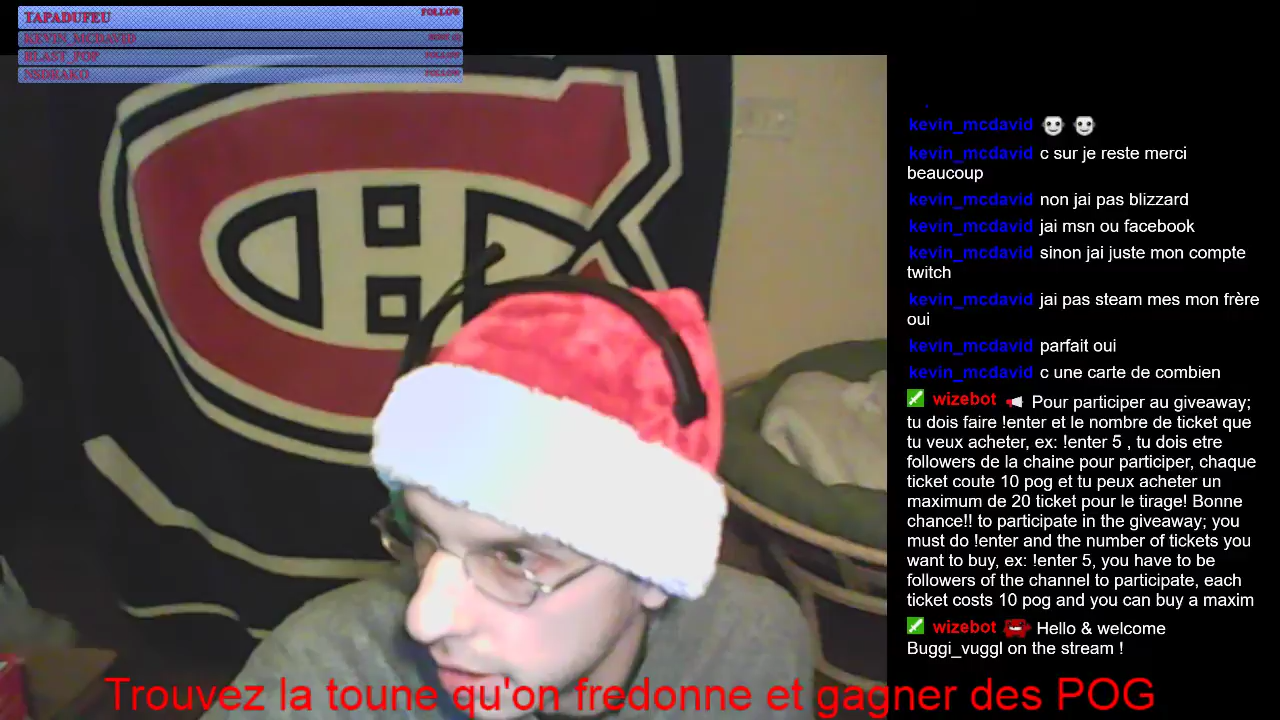 TAPADUFEU FOLLOW
KEVIN_MCDAVID
BLAST_POP FOLLOW
NSDKAKO FOLLOW
kevin_mcdavid
kevin_mcdavid c sur je reste merci
beaucoup
kevin_mcdavid non jai pas blizzard
kevin_mcdavid jai msn ou facebook
kevin_mcdavid sinon jai juste mon compte
twitch
kevin_mcdavid jai pas steam mes mon frère
oui
kevin_mcdavid parfait oui
kevin_mcdavid c une carte de combien
wizebot Pour participer au giveaway;
tu dois faire !enter et le nombre de ticket que
tu veux acheter, ex: !enter 5 , tu dois etre
followers de la chaine pour participer, chaque
ticket coute 10 pog et tu peux acheter un
maximum de 20 ticket pour le tirage! Bonne
chance!! to participate in the giveaway; you
must do !enter and the number of tickets you
want to buy, ex: !enter 5, you have to be
followers of the channel to participate, each
ticket costs 10 pog and you can buy a maxim
wizebot Hello & welcome
Buggi_vuggl on the stream !
Trouvez la toune qu'on fredonne et gagner des POG